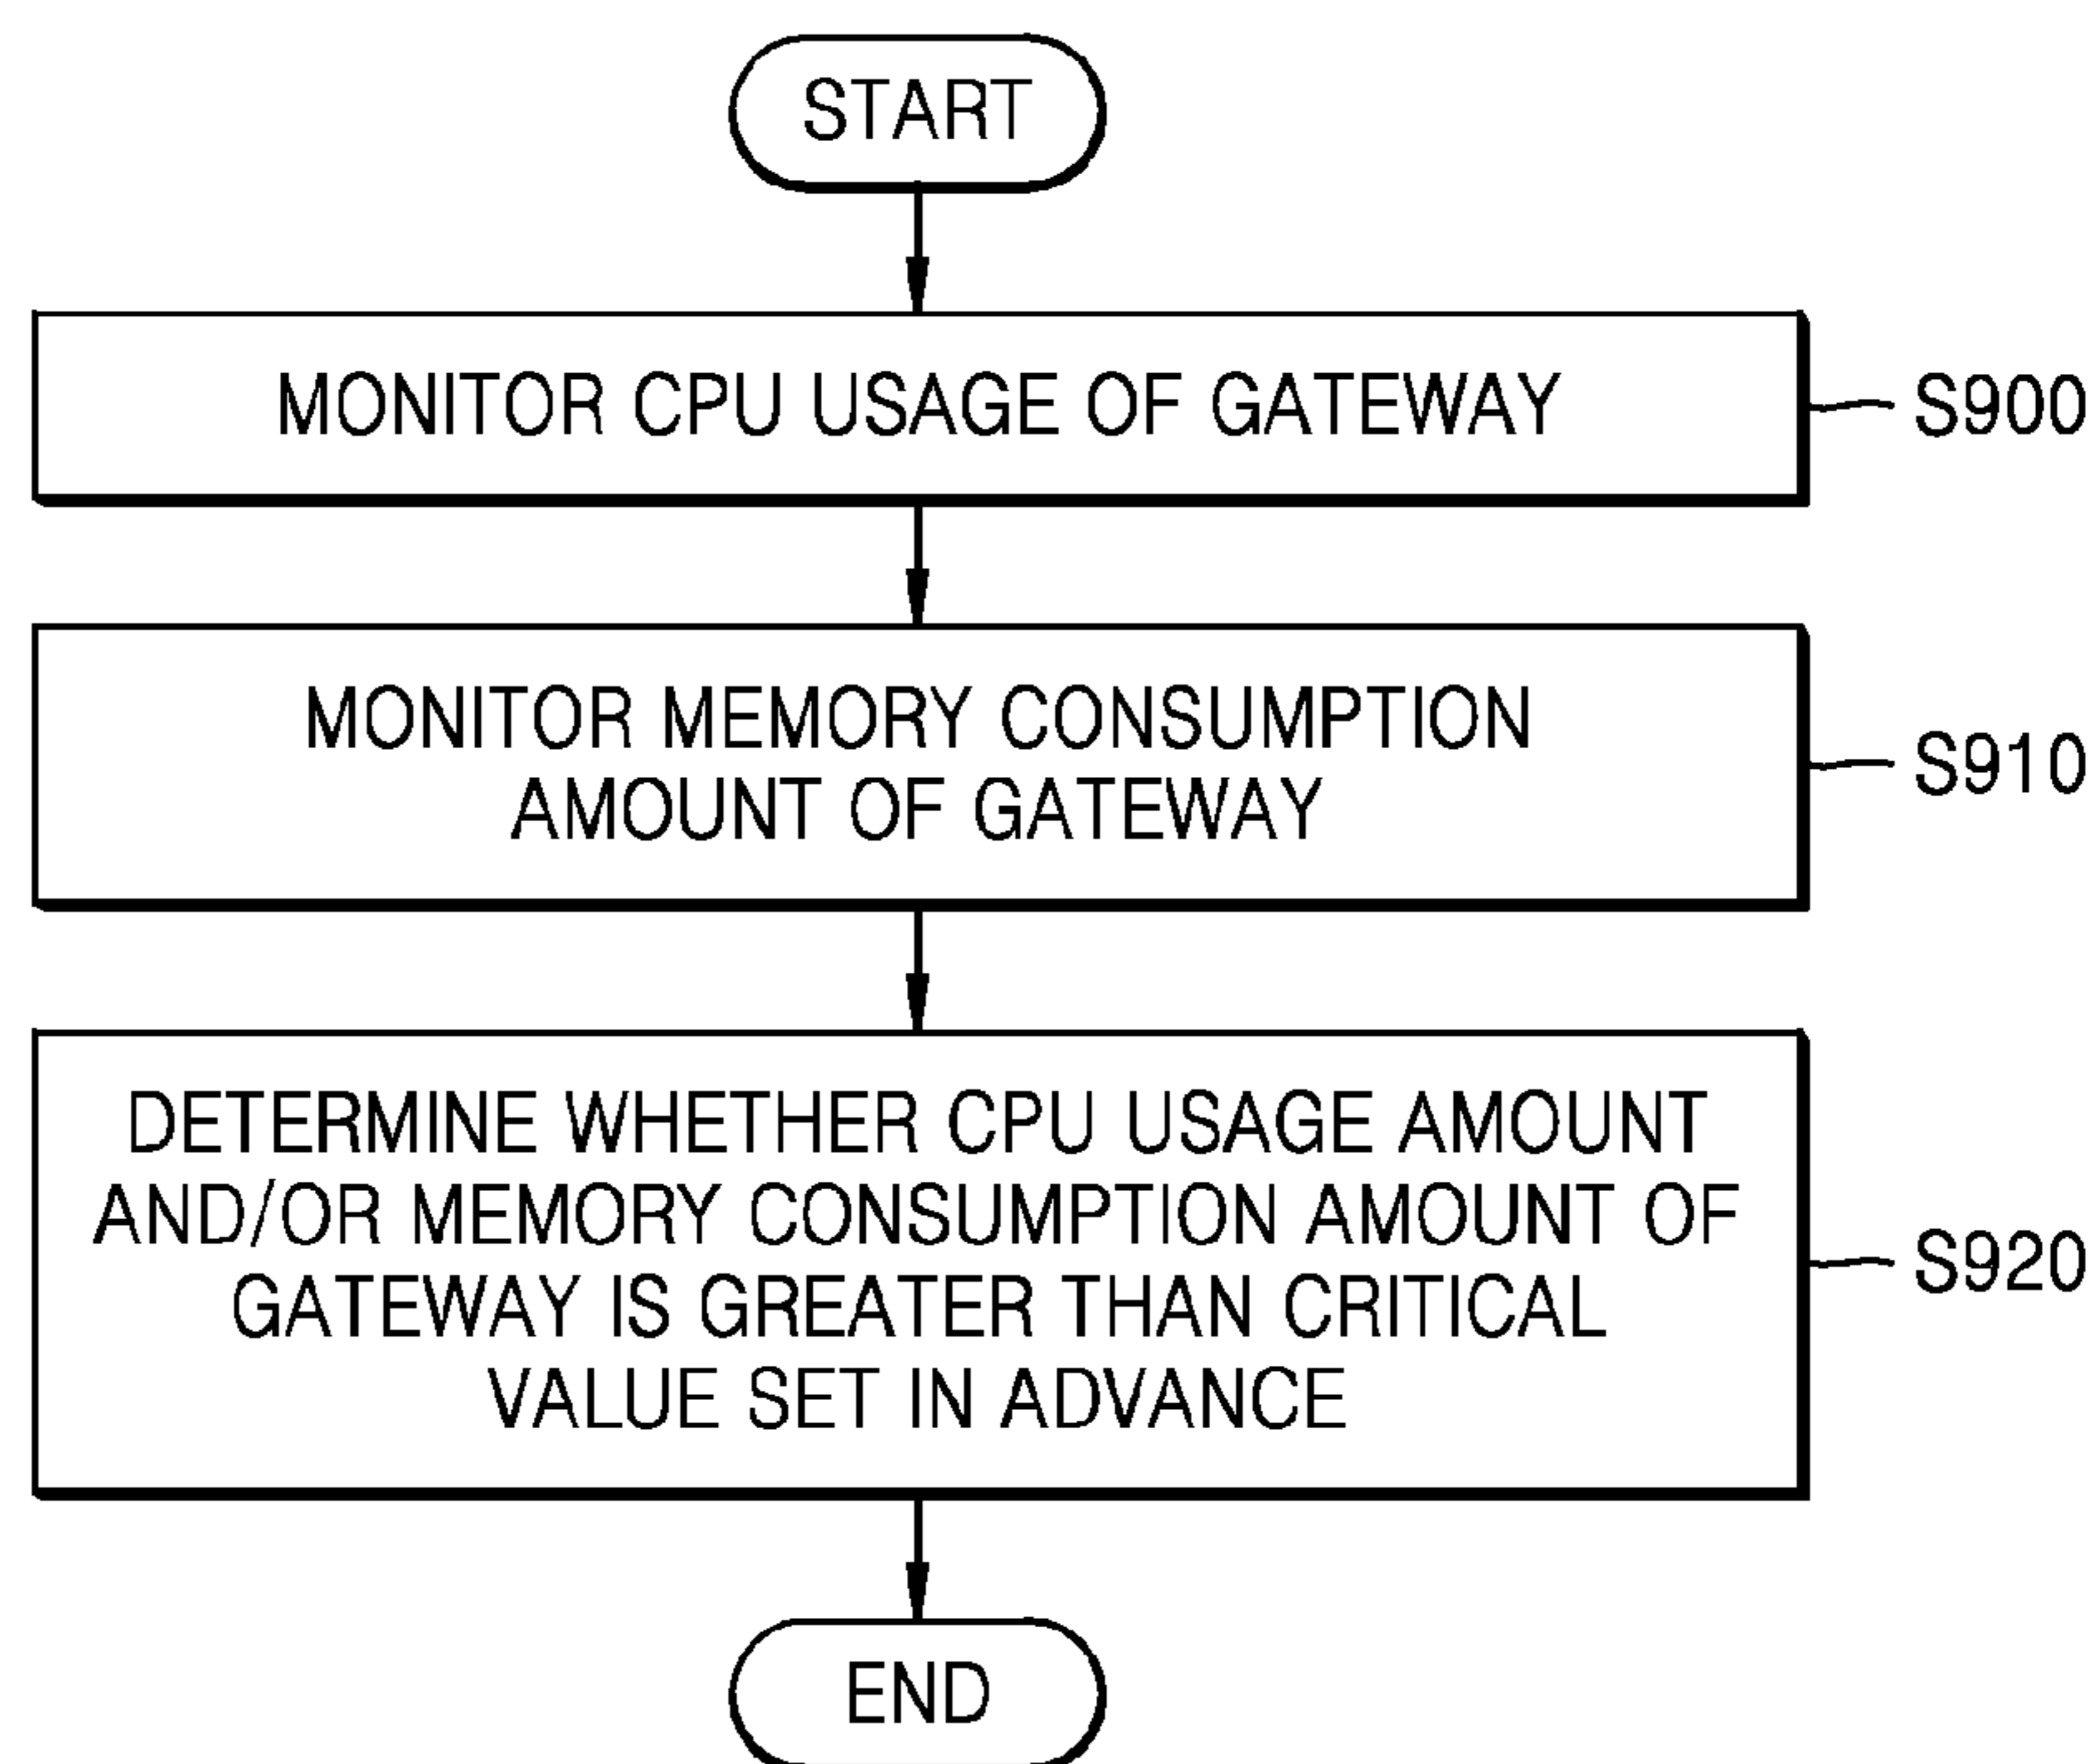 START
MONITOR CPU USAGE OF GATEWAY
S900
MONITOR MEMORY CONSUMPTION
AMOUNT OF GATEWAY
S910
DETERMINE WHETHER CPU USAGE AMOUNT
AND/OR MEMORY CONSUMPTION AMOUNT OF
GATEWAY IS GREATER THAN CRITICAL
VALUE SET IN ADVANCE
S920
END